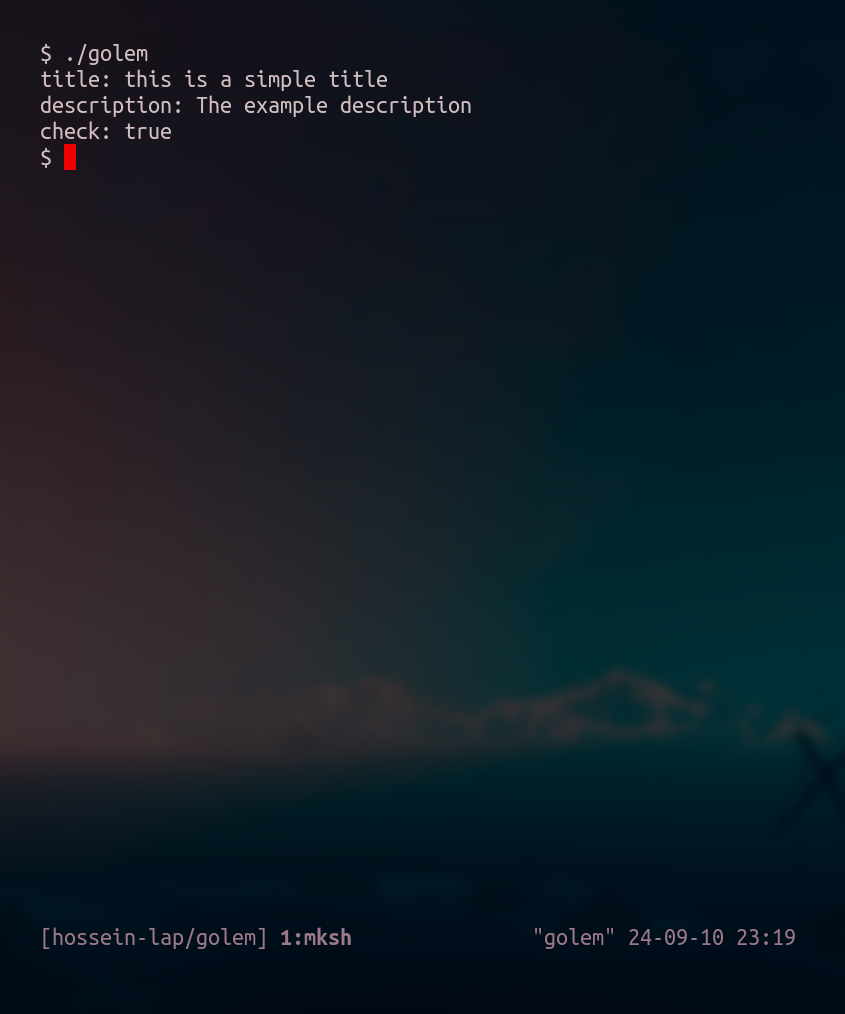 $ ./golem
title: this is a simple title
description: The example description
check: true
$
[hossein-lap/golem] 1:mksh "golem" 24-09-10 23:19